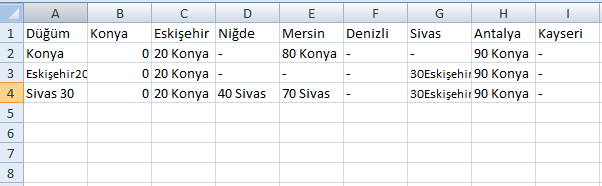 A B C D E F G H I
1 Düğüm Konya Eskişehir Niğde Mersin Denizli Sivas Antalya Kayseri
2 Konya 0 20 Konya - 80 Konya - - 90 Konya -
3 Eskişehir20 0 20 Konya - - - 30Eskişehir 90 Konya -
4 Sivas 30 0 20 Konya 40 Sivas 70 Sivas - 30Eskişehir 90 Konya -
5
6
7
8